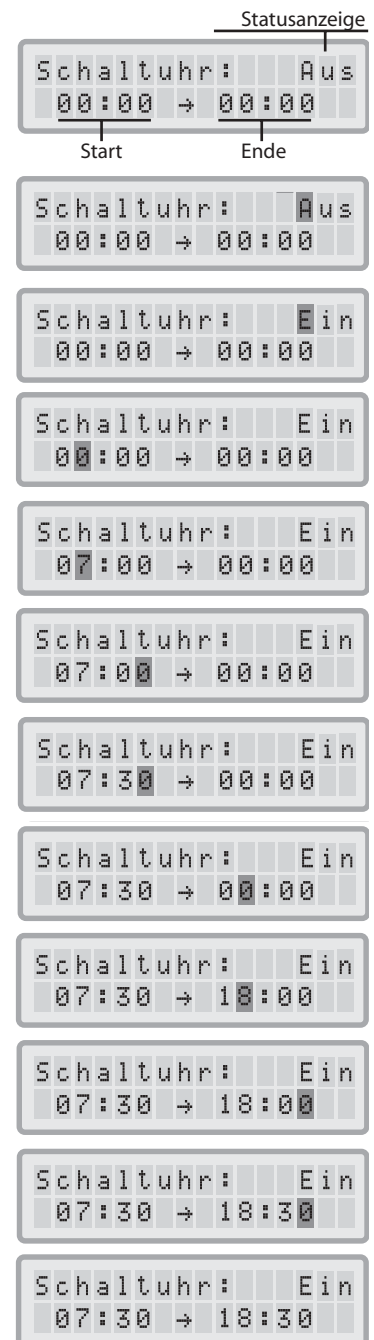 Statusanzeige
Schaltuhr: Aus
00:00 → 00:00
Start Ende
Schaltuhr: Aus
00:00 → 00:00
Schaltuhr: Ein
00:00 → 00:00
Schaltuhr: Ein
00:00 → 00:00
Schaltuhr: Ein
07:00 → 00:00
Schaltuhr: Ein
07:00 → 00:00
Schaltuhr: Ein
07:30 → 00:00
Schaltuhr: Ein
07:30 → 00:00
Schaltuhr: Ein
07:30 → 18:00
Schaltuhr: Ein
07:30 → 18:00
Schaltuhr: Ein
07:30 → 18:30
Schaltuhr: Ein
07:30 → 18:30